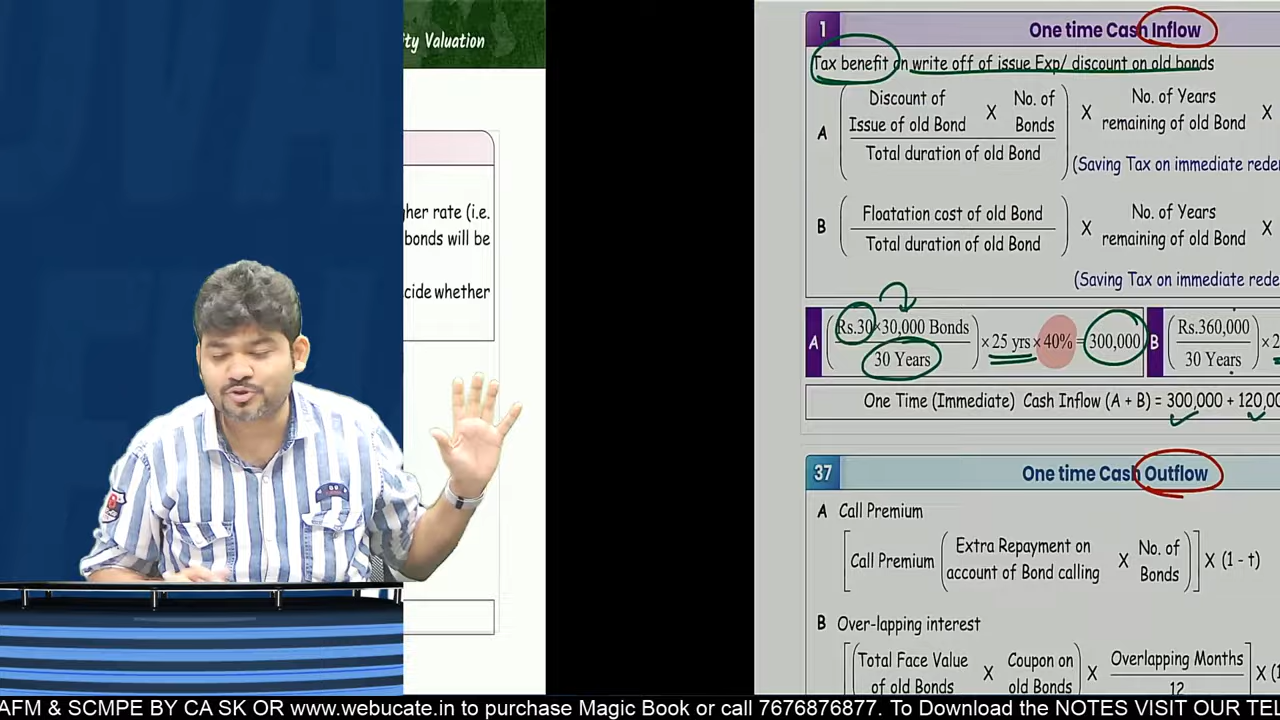 ity Valuation
gher rate (i.e.
bonds will be
cide whether
1 One time Cash Inflow
Tax benefit on write off of issue Exp/ discount on old bonds
A ( Discount of Issue of old Bond X No. of Bonds
Total duration of old Bond ) X No. of Years remaining of old Bond X
(Saving Tax on immediate rede
B ( Floatation cost of old Bond
Total duration of old Bond ) X No. of Years remaining of old Bond X
(Saving Tax on immediate rede
A ( Rs.30×30,000 Bonds
30 Years ) × 25 yrs × 40% = 300,000
B ( Rs.360,000
30 Years ) × 2
One Time (Immediate) Cash Inflow (A + B) = 300,000 + 120,00
37 One time Cash Outflow
A Call Premium
[ Call Premium ( Extra Repayment on account of Bond calling X No. of Bonds ) ] X (1 - t)
B Over-lapping interest
[ ( Total Face Value of old Bonds X Coupon on old Bonds ) X Overlapping Months
12 ] X (1
AFM & SCMPE BY CA SK OR www.webucate.in to purchase Magic Book or call 7676876877. To Download the NOTES VISIT OUR TEL